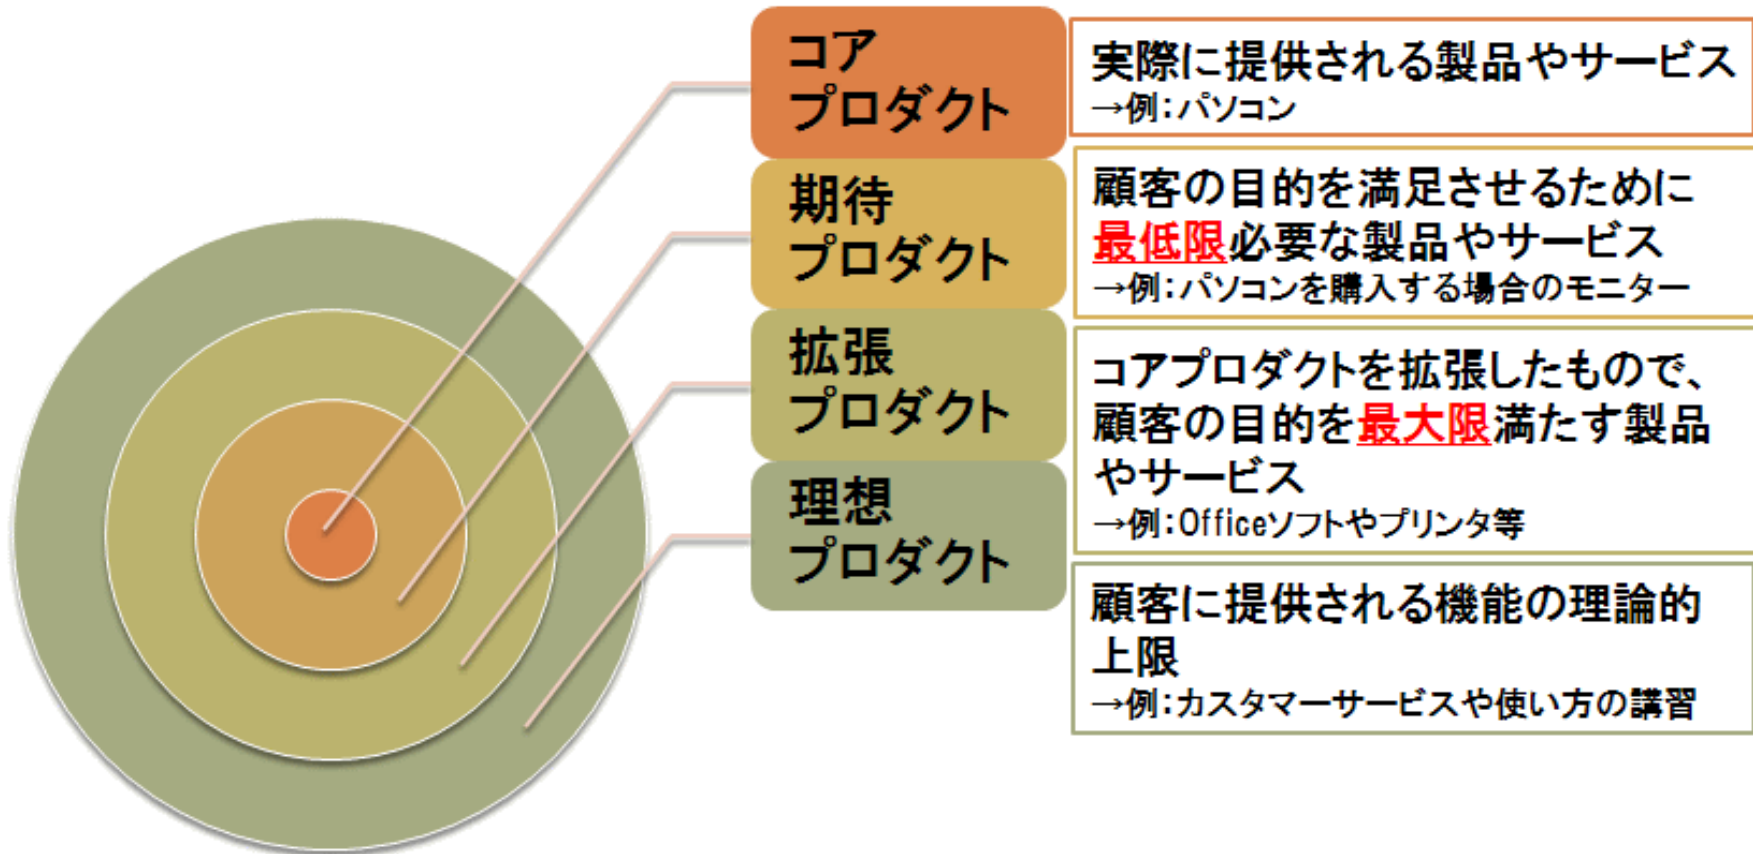 コア
プロダクト
実際に提供される製品やサービス
→例：パソコン
期待
プロダクト
顧客の目的を満足させるために
最低限必要な製品やサービス
→例：パソコンを購入する場合のモニター
拡張
プロダクト
コアプロダクトを拡張したもので、
顧客の目的を最大限満たす製品
やサービス
→例：Officeソフトやプリンタ等
理想
プロダクト
顧客に提供される機能の理論的
上限
→例：カスタマーサービスや使い方の講習